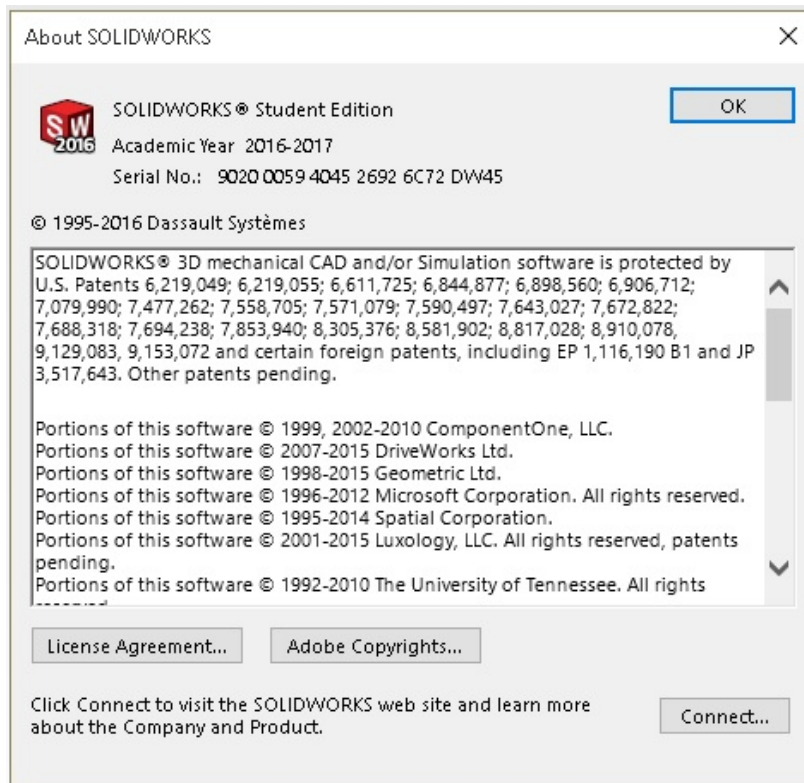 About SOLIDWORKS
SW
2016
SOLIDWORKS® Student Edition
OK
Academic Year 2016-2017
Serial No.: 9020 0059 4045 2692 6C72 DW45
© 1995-2016 Dassault Systèmes
SOLIDWORKS® 3D mechanical CAD and/or Simulation software is protected by
U.S. Patents 6,219,049; 6,219,055; 6,611,725; 6,844,877; 6,898,560; 6,906,712;
7,079,990; 7,477,262; 7,558,705; 7,571,079; 7,590,497; 7,643,027; 7,672,822;
7,688,318; 7,694,238; 7,853,940; 8,305,376; 8,581,902; 8,817,028; 8,910,078,
9,129,083, 9,153,072 and certain foreign patents, including EP 1,116,190 B1 and JP
3,517,643. Other patents pending.
Portions of this software © 1999, 2002-2010 ComponentOne, LLC.
Portions of this software © 2007-2015 DriveWorks Ltd.
Portions of this software © 1998-2015 Geometric Ltd.
Portions of this software © 1996-2012 Microsoft Corporation. All rights reserved.
Portions of this software © 1995-2014 Spatial Corporation.
Portions of this software © 2001-2015 Luxology, LLC. All rights reserved, patents
pending.
Portions of this software © 1992-2010 The University of Tennessee. All rights
License Agreement...
Adobe Copyrights...
Click Connect to visit the SOLIDWORKS web site and learn more
about the Company and Product.
Connect...